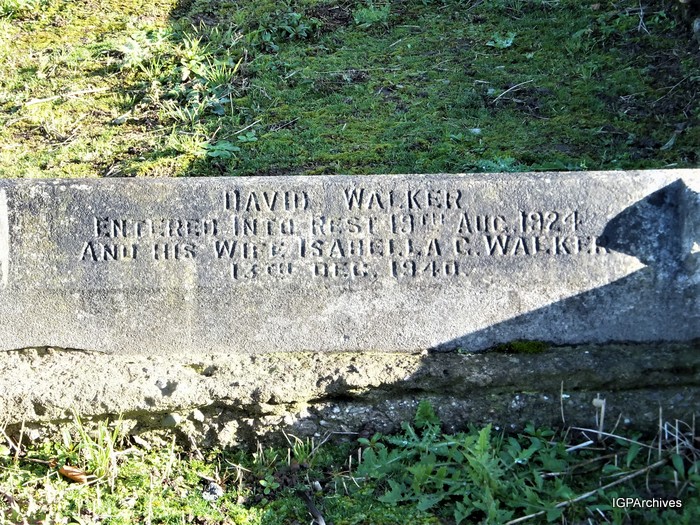 DAVID WALKER
ENTERED INTO REST 19TH AUG. 1924
AND HIS WIFE ISABELLA C. WALKER
13TH DEC. 1940.
IGPArchives